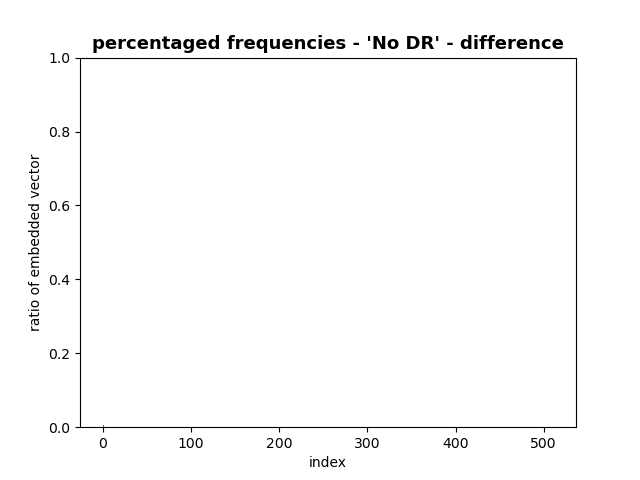 percentaged frequencies - 'No DR' - difference
1.0
0.8
0.6
0.4
0.2
0.0
ratio of embedded vector
0 100 200 300 400 500
index